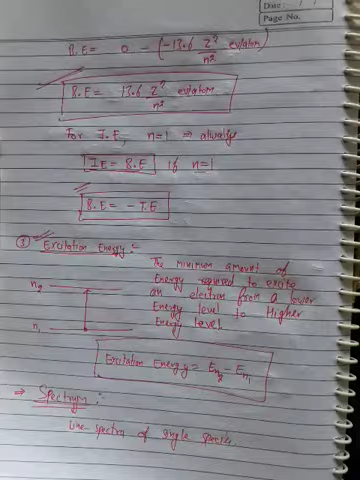 Date: / /
Page No.
B.E = 0 - (-13.6 Z²/n² ev/atom)
B.E = 13.6 Z²/n² ev/atom
For I.E, n=1 ⇒ always
I.E = B.E if n=1
B.E = - T.E
① Excitation Energy :-
The minimum amount of
Energy required to excite
an electron from a lower
Energy level to Higher
Energy level.
n₂
n₁
Excitation Energy = En₂ - En₁
⇒ Spectrum :-
Line spectra of single species.